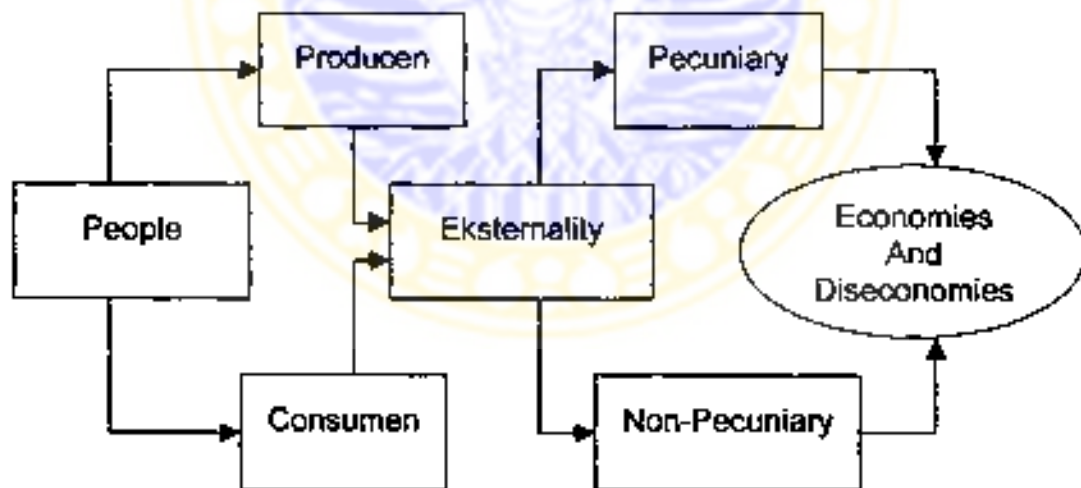 Producen
Pecuniary
People
Eksternality
Economies
And
Diseconomies
Consumen
Non-Pecuniary